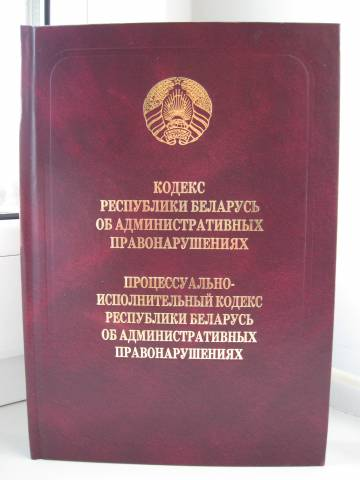 КОДЕКС
РЕСПУБЛИКИ БЕЛАРУСЬ
ОБ АДМИНИСТРАТИВНЫХ
ПРАВОНАРУШЕНИЯХ
ПРОЦЕССУАЛЬНО-
ИСПОЛНИТЕЛЬНЫЙ КОДЕКС
РЕСПУБЛИКИ БЕЛАРУСЬ
ОБ АДМИНИСТРАТИВНЫХ
ПРАВОНАРУШЕНИЯХ